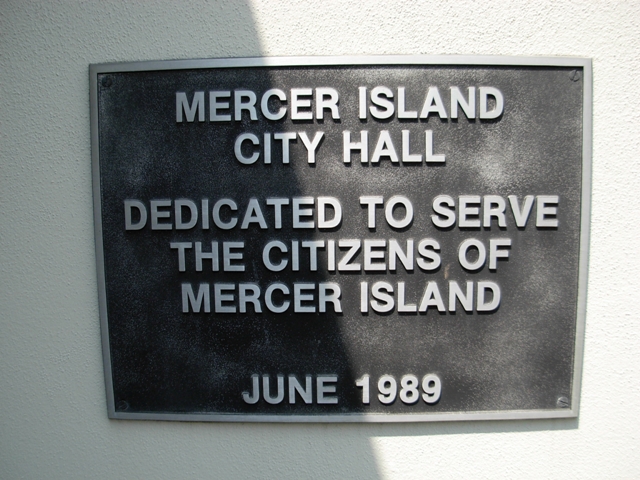 MERCER ISLAND
CITY HALL
DEDICATED TO SERVE
THE CITIZENS OF
MERCER ISLAND
JUNE 1989